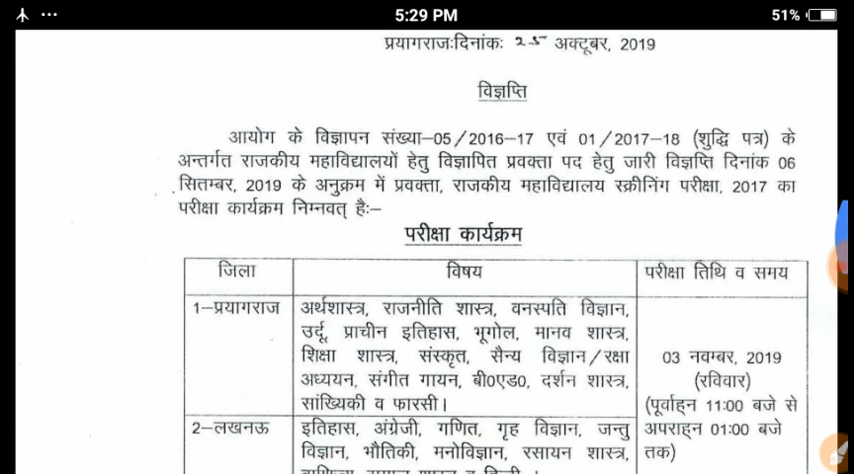 5:29 PM
51%
प्रयागराजःदिनांकः 25 अक्टूबर, 2019
विज्ञप्ति
आयोग के विज्ञापन संख्या–05/2016–17 एवं 01/2017–18 (शुद्धि पत्र) के
अन्तर्गत राजकीय महाविद्यालयों हेतु विज्ञापित प्रवक्ता पद हेतु जारी विज्ञप्ति दिनांक 06
सितम्बर, 2019 के अनुक्रम में प्रवक्ता, राजकीय महाविद्यालय स्क्रीनिंग परीक्षा, 2017 का
परीक्षा कार्यक्रम निम्नवत् हैः–
परीक्षा कार्यक्रम
जिला विषय परीक्षा तिथि व समय
1–प्रयागराज अर्थशास्त्र, राजनीति शास्त्र, वनस्पति विज्ञान,
उर्दू, प्राचीन इतिहास, भूगोल, मानव शास्त्र,
शिक्षा शास्त्र, संस्कृत, सैन्य विज्ञान/रक्षा
अध्ययन, संगीत गायन, बी0एड0, दर्शन शास्त्र,
सांख्यिकी व फारसी।
2–लखनऊ इतिहास, अंग्रेजी, गणित, गृह विज्ञान, जन्तु
विज्ञान, भौतिकी, मनोविज्ञान, रसायन शास्त्र,
03 नवम्बर, 2019
(रविवार)
(पूर्वाह्न 11:00 बजे से
अपराह्न 01:00 बजे
तक)